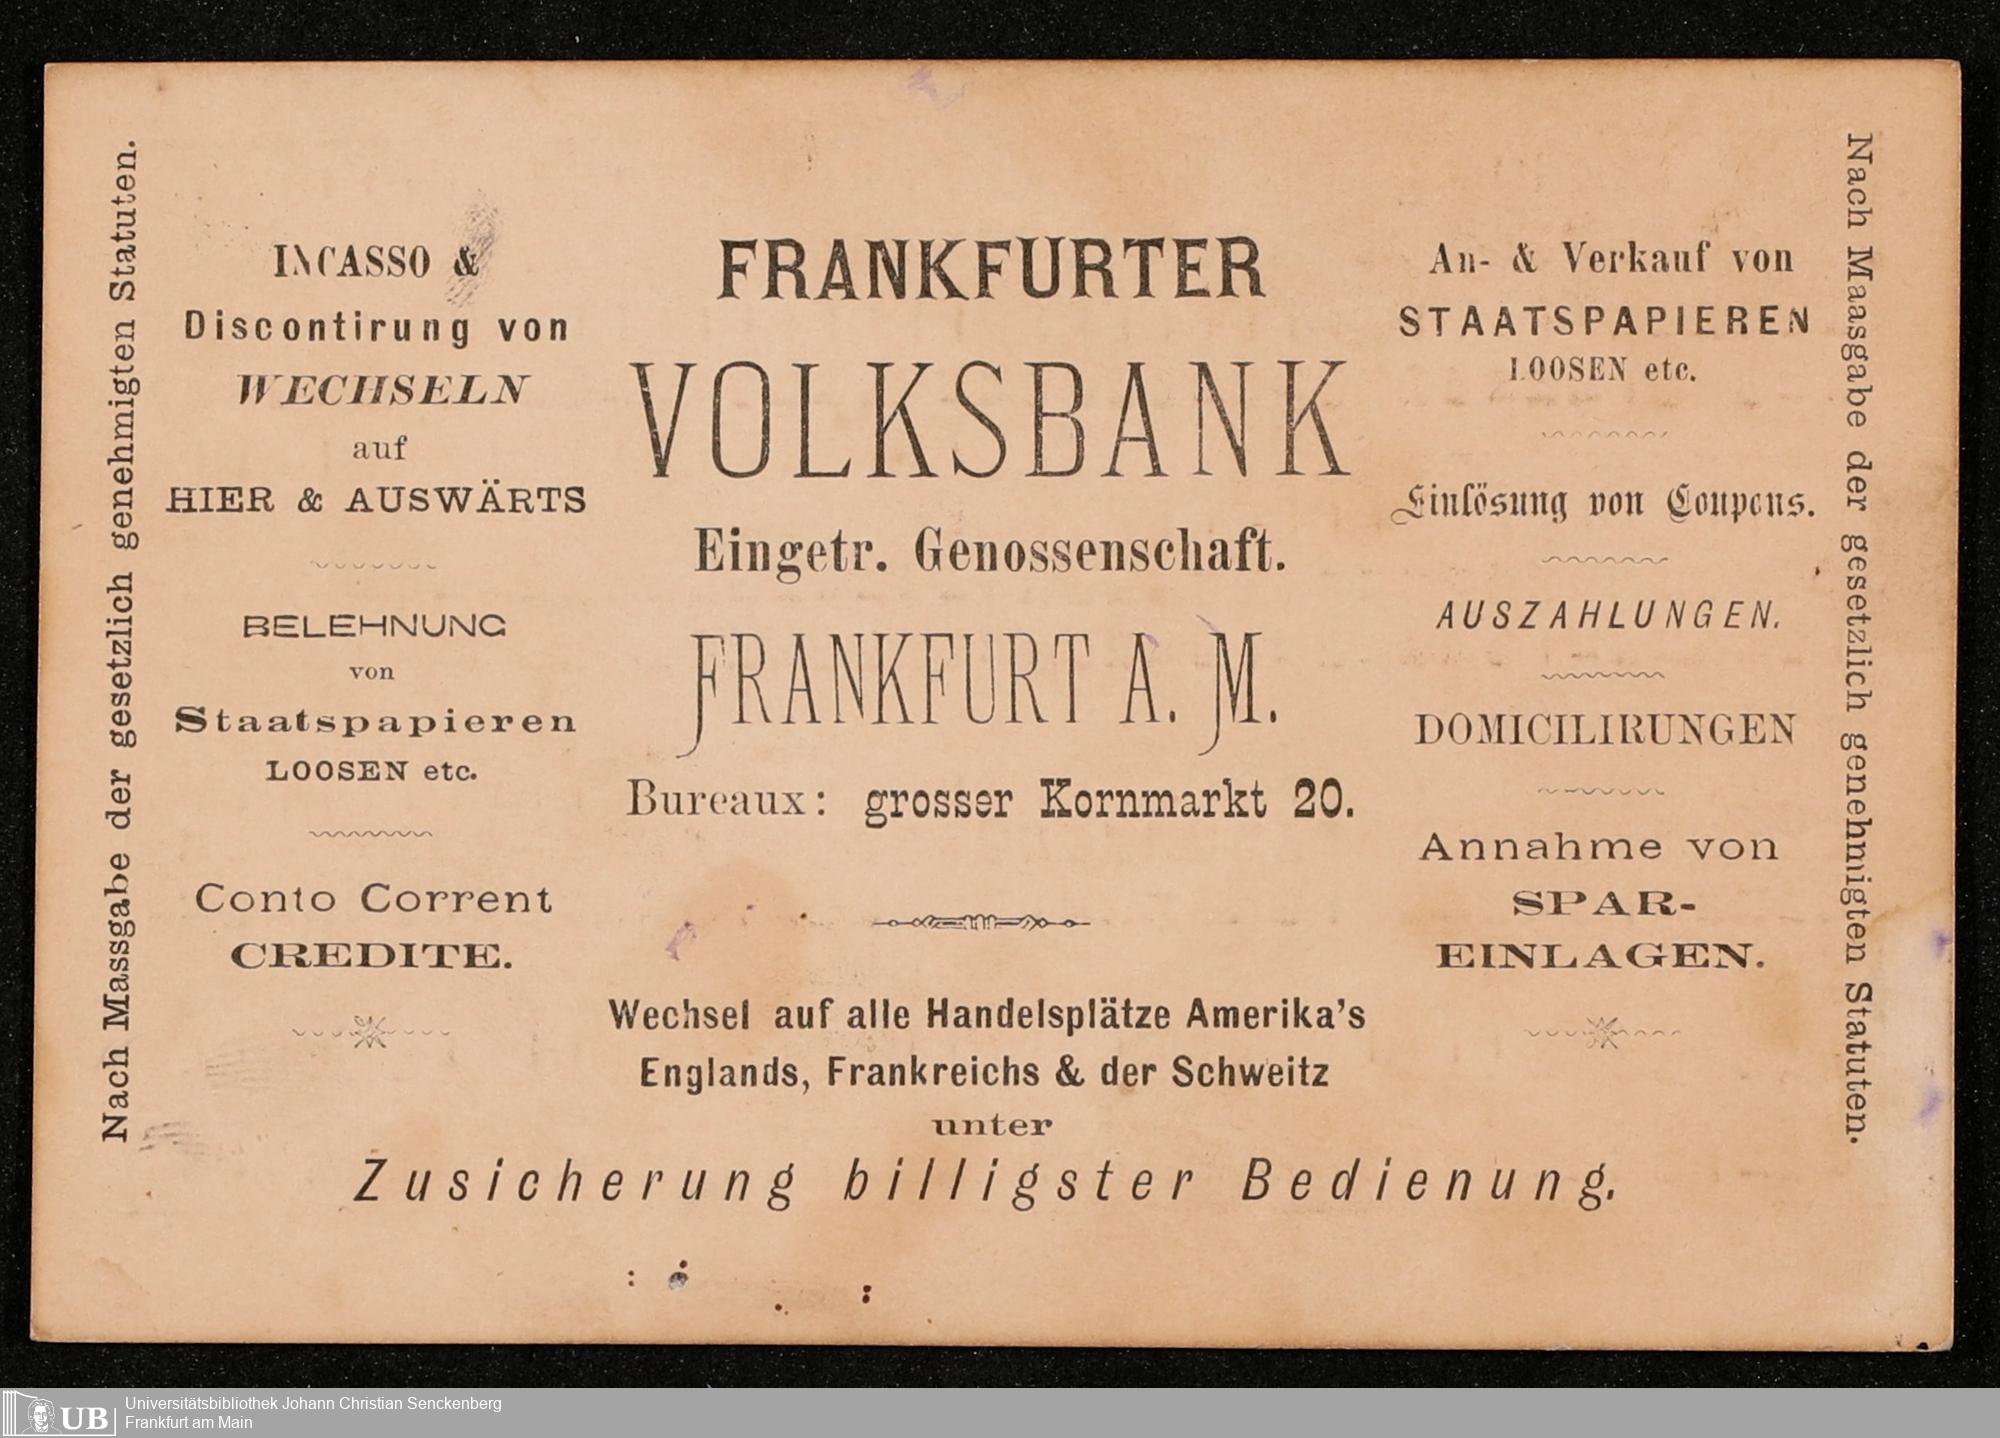 Nach Massgabe der gesetzlich genehmigten Statuten.
INCASSO &
Discontirung von
WECHSELN
auf
HIER & AUSWÄRTS
BELEHNUNG
von
Staatspapieren
LOOSEN etc.
Conto Corrent
CREDITE.
FRANKFURTER
VOLKSBANK
Eingetr. Genossenschaft.
FRANKFURT A. M.
Bureaux: grosser Kornmarkt 20.
Wechsel auf alle Handelsplätze Amerika's
Englands, Frankreichs & der Schweitz
unter
Zusicherung billigster Bedienung.
An- & Verkauf von
STAATSPAPIEREN
LOOSEN etc.
Einlösung von Coupons.
AUSZAHLUNGEN.
DOMICILIRUNGEN
Annahme von
SPAR-
EINLAGEN.
Nach Maasgabe der gesetzlich genehmigten Statuten.
UB
Universitätsbibliothek Johann Christian Senckenberg
Frankfurt am Main